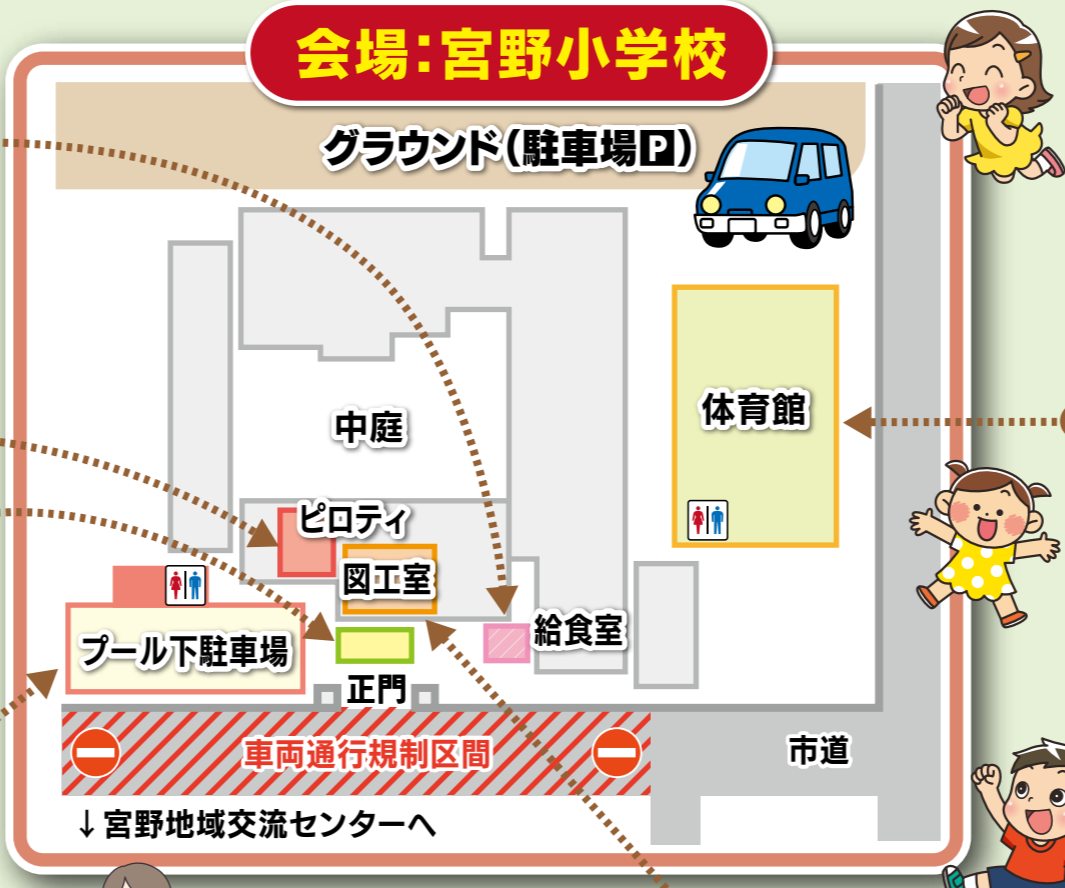 会場：宮野小学校
グラウンド（駐車場P）
中庭
体育館
ピロティ
図工室
給食室
プール下駐車場
正門
車両通行規制区間
市道
↓宮野地域交流センターへ